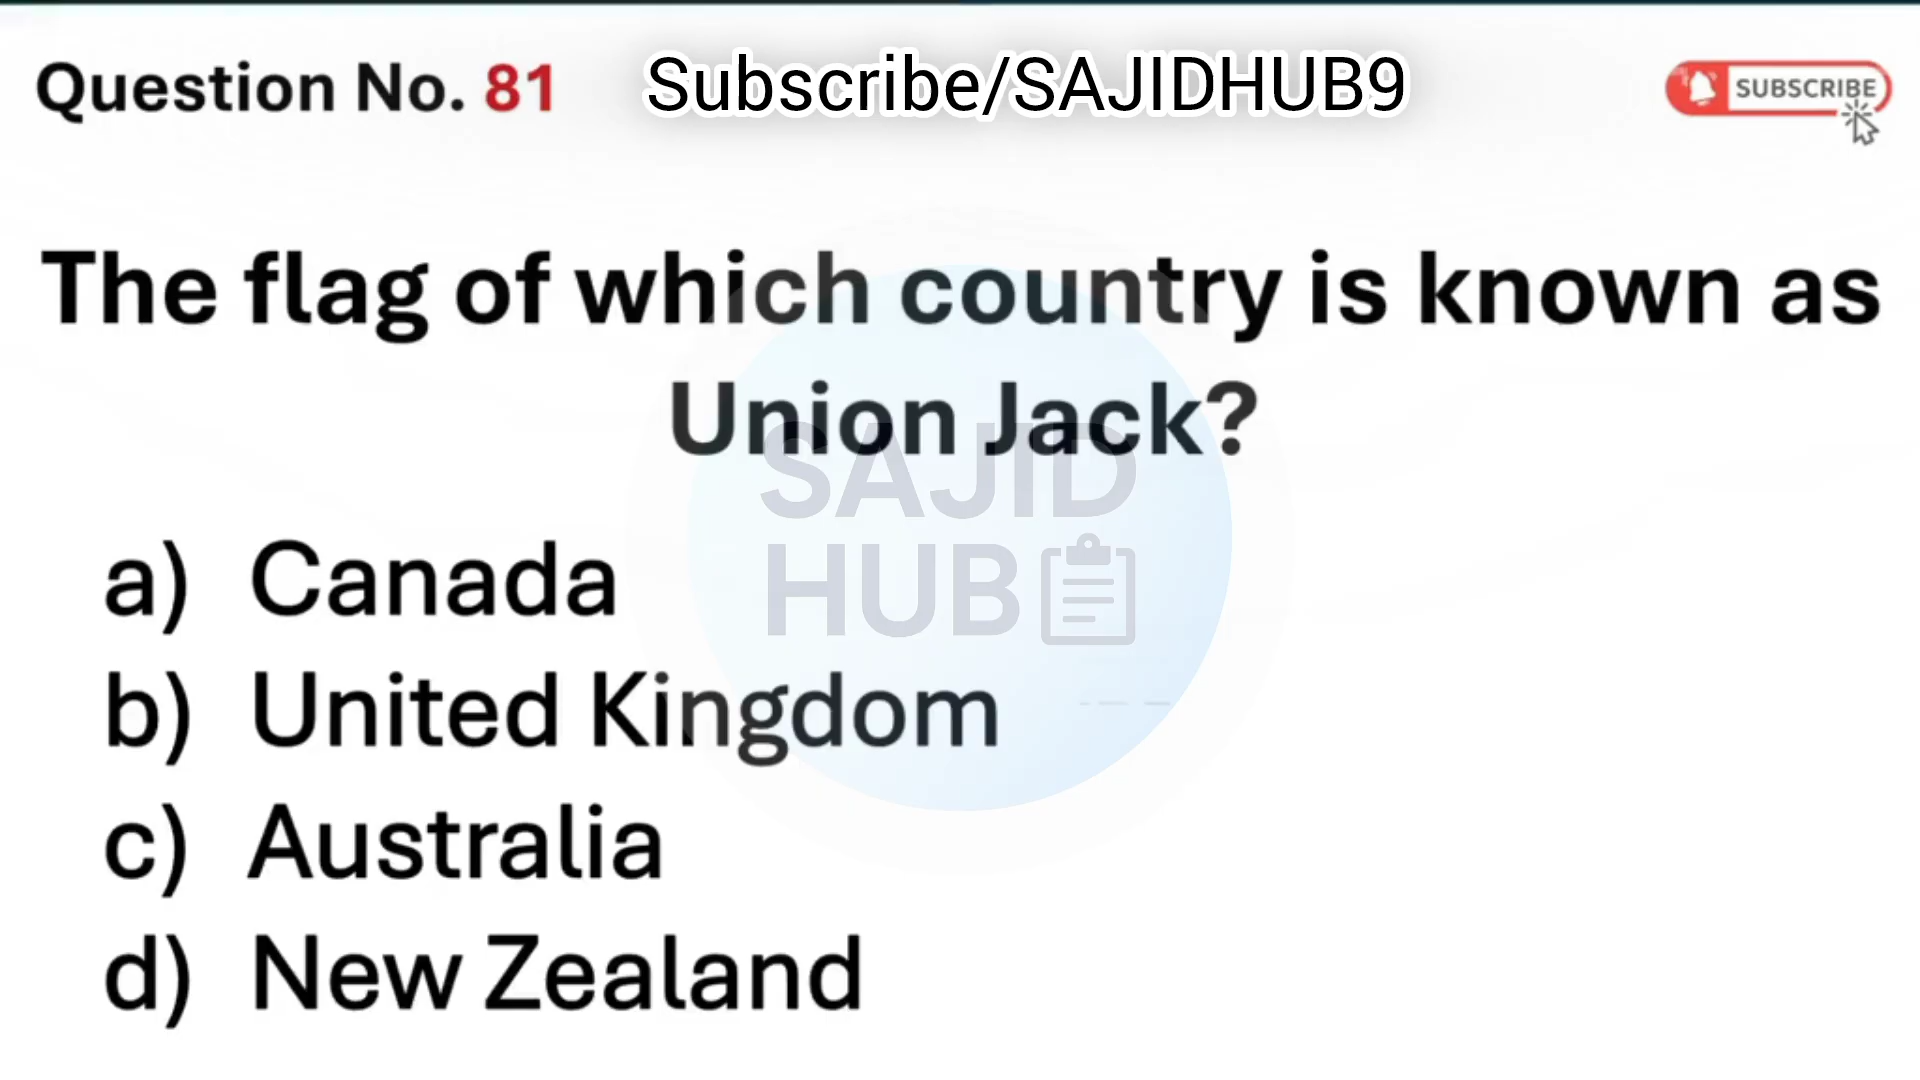 Question No. 81 Subscribe/SAJIDHUB9 SUBSCRIBE
The flag of which country is known as
Union Jack?
SAJID
HUB
a) Canada
b) United Kingdom
c) Australia
d) New Zealand